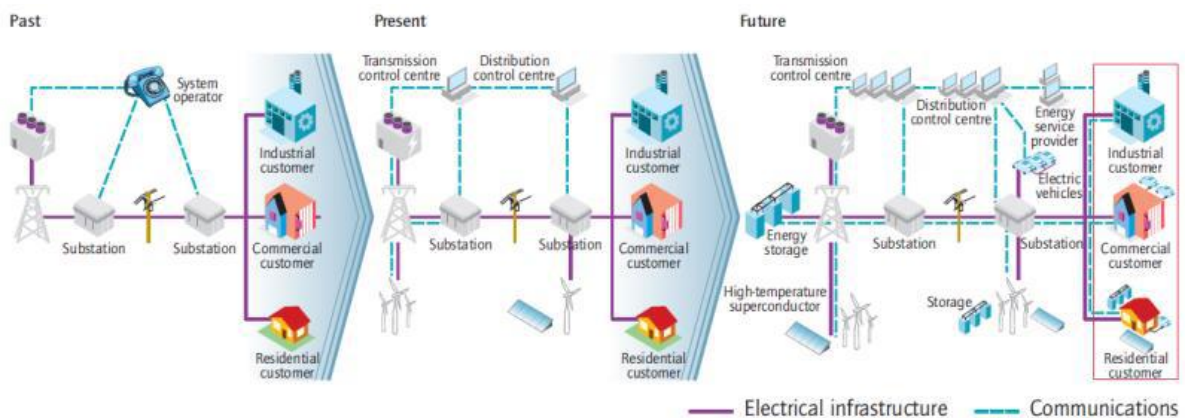 Past
System
operator
Substation
Substation
Industrial
customer
Commercial
customer
Residential
customer
Present
Transmission
control centre
Distribution
control centre
Substation
Substation
Industrial
customer
Commercial
customer
Residential
customer
Future
Transmission
control centre
Distribution
control centre
Energy
service
provider
Electric
vehicles
Energy
storage
Substation
Substation
High-temperature
superconductor
Storage
Industrial
customer
Commercial
customer
Residential
customer
Electrical infrastructure
Communications